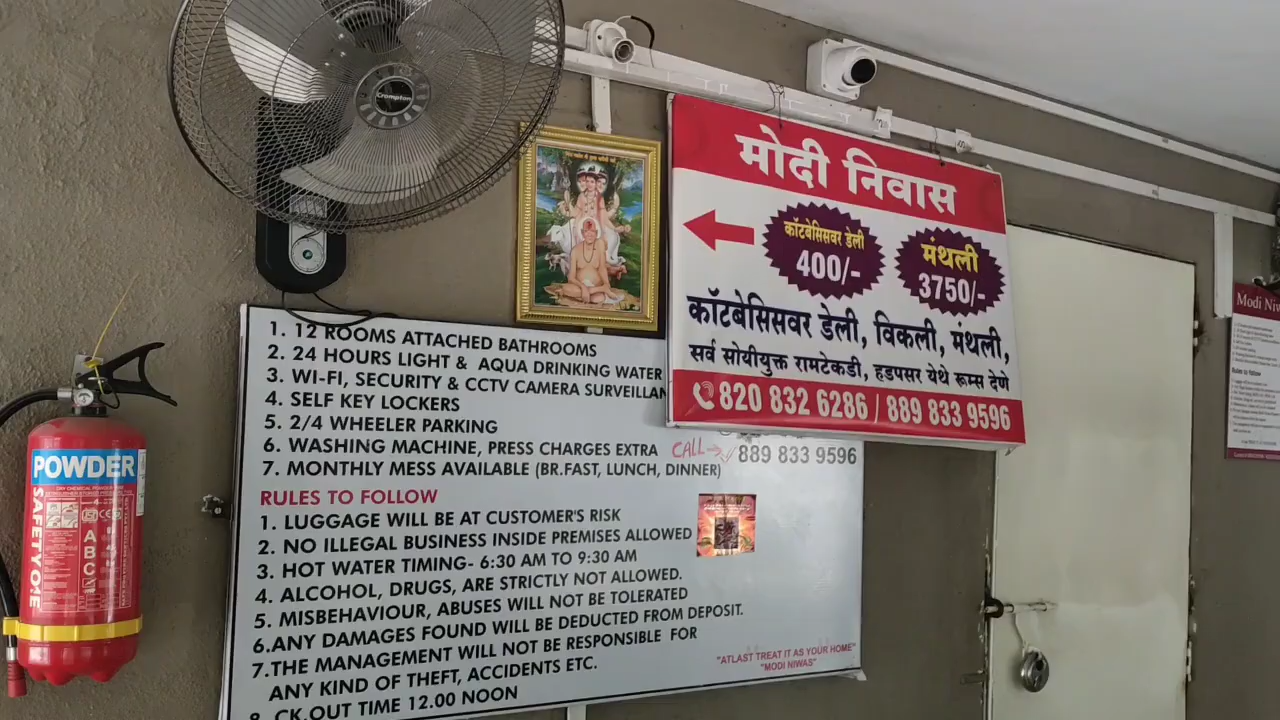 Crompton
मोदी निवास
कॉटबेसिसवर डेली
400/-
मंथली
3750/-
कॉटबेसिसवर डेली, विकली, मंथली,
सर्व सोयीयुक्त रामटेकडी, हडपसर येथे रूम्स देणे
820 832 6286 / 889 833 9596
1. 12 ROOMS ATTACHED BATHROOMS
2. 24 HOURS LIGHT & AQUA DRINKING WATER
3. WI-FI, SECURITY & CCTV CAMERA SURVEILLAN
4. SELF KEY LOCKERS
5. 2/4 WHEELER PARKING
6. WASHING MACHINE, PRESS CHARGES EXTRA CALL→ 889 833 9596
7. MONTHLY MESS AVAILABLE (BR.FAST, LUNCH, DINNER)
RULES TO FOLLOW
1. LUGGAGE WILL BE AT CUSTOMER'S RISK
2. NO ILLEGAL BUSINESS INSIDE PREMISES ALLOWED
3. HOT WATER TIMING- 6:30 AM TO 9:30 AM
4. ALCOHOL, DRUGS, ARE STRICTLY NOT ALLOWED.
5. MISBEHAVIOUR, ABUSES WILL NOT BE TOLERATED
6.ANY DAMAGES FOUND WILL BE DEDUCTED FROM DEPOSIT.
7.THE MANAGEMENT WILL NOT BE RESPONSIBLE FOR
ANY KIND OF THEFT, ACCIDENTS ETC.
8. CK.OUT TIME 12.00 NOON
"ATLAST TREAT IT AS YOUR HOME"
"MODI NIWAS"
POWDER
SAFETY ONE
A
B
C
Modi Niw
Rules to follow